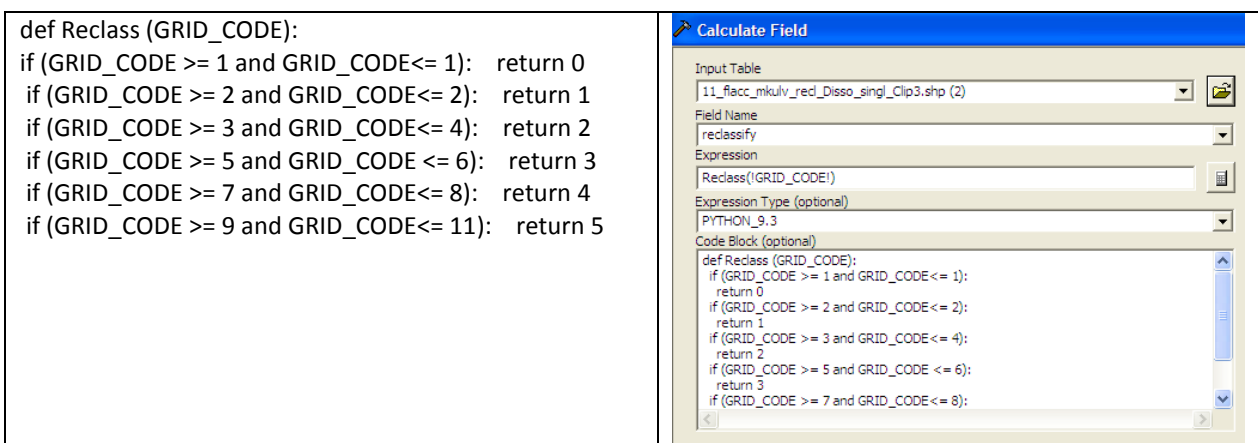 def Reclass (GRID_CODE):
if (GRID_CODE >= 1 and GRID_CODE<= 1):    return 0
if (GRID_CODE >= 2 and GRID_CODE<= 2):    return 1
if (GRID_CODE >= 3 and GRID_CODE<= 4):    return 2
if (GRID_CODE >= 5 and GRID_CODE <= 6):    return 3
if (GRID_CODE >= 7 and GRID_CODE<= 8):    return 4
if (GRID_CODE >= 9 and GRID_CODE<= 11):    return 5
Calculate Field
Input Table
11_flacc_mkulv_recl_Disso_singl_Clip3.shp (2)
Field Name
reclassify
Expression
Reclass(!GRID_CODE!)
Expression Type (optional)
PYTHON_9.3
Code Block (optional)
def Reclass (GRID_CODE):
if (GRID_CODE >= 1 and GRID_CODE<= 1):
return 0
if (GRID_CODE >= 2 and GRID_CODE<= 2):
return 1
if (GRID_CODE >= 3 and GRID_CODE<= 4):
return 2
if (GRID_CODE >= 5 and GRID_CODE <= 6):
return 3
if (GRID_CODE >= 7 and GRID_CODE<= 8):